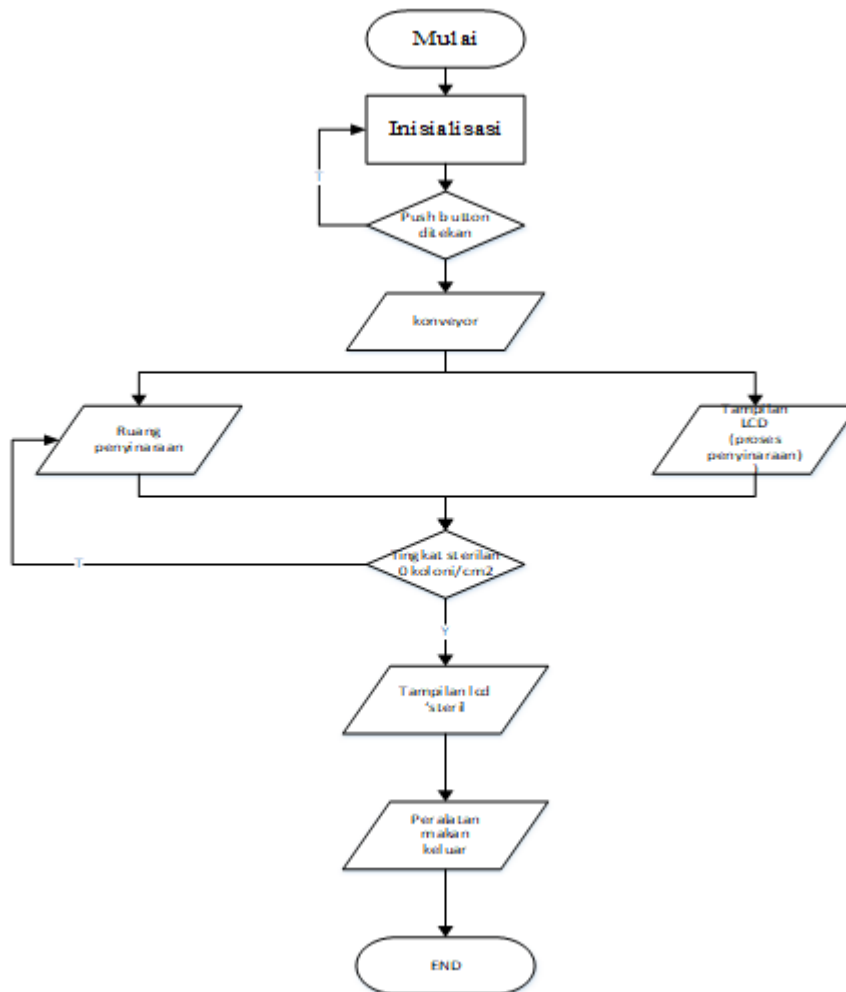 Mulai
Inisialisasi
T
Push button
ditekan
konveyor
Ruang
penyinaraan
Tampilan
LCD
(proses
penyinaraan)
)
T
Tingkat sterilan
0 koloni/cm2
Y
Tampilan lcd
'steril
Peralatan
makan
keluar
END